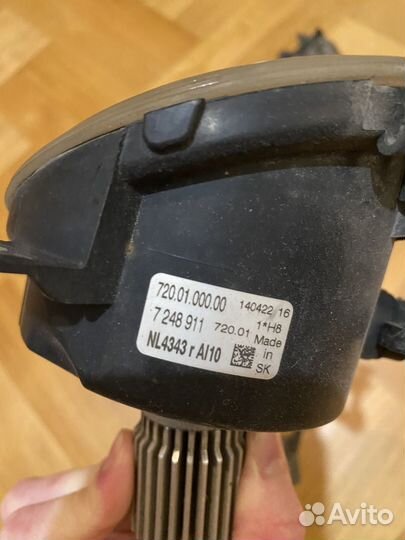 720.01.000.00 140422 16
7 248 911 720.01 1*H8
NL4343 r AI10 Made in SK
Avito